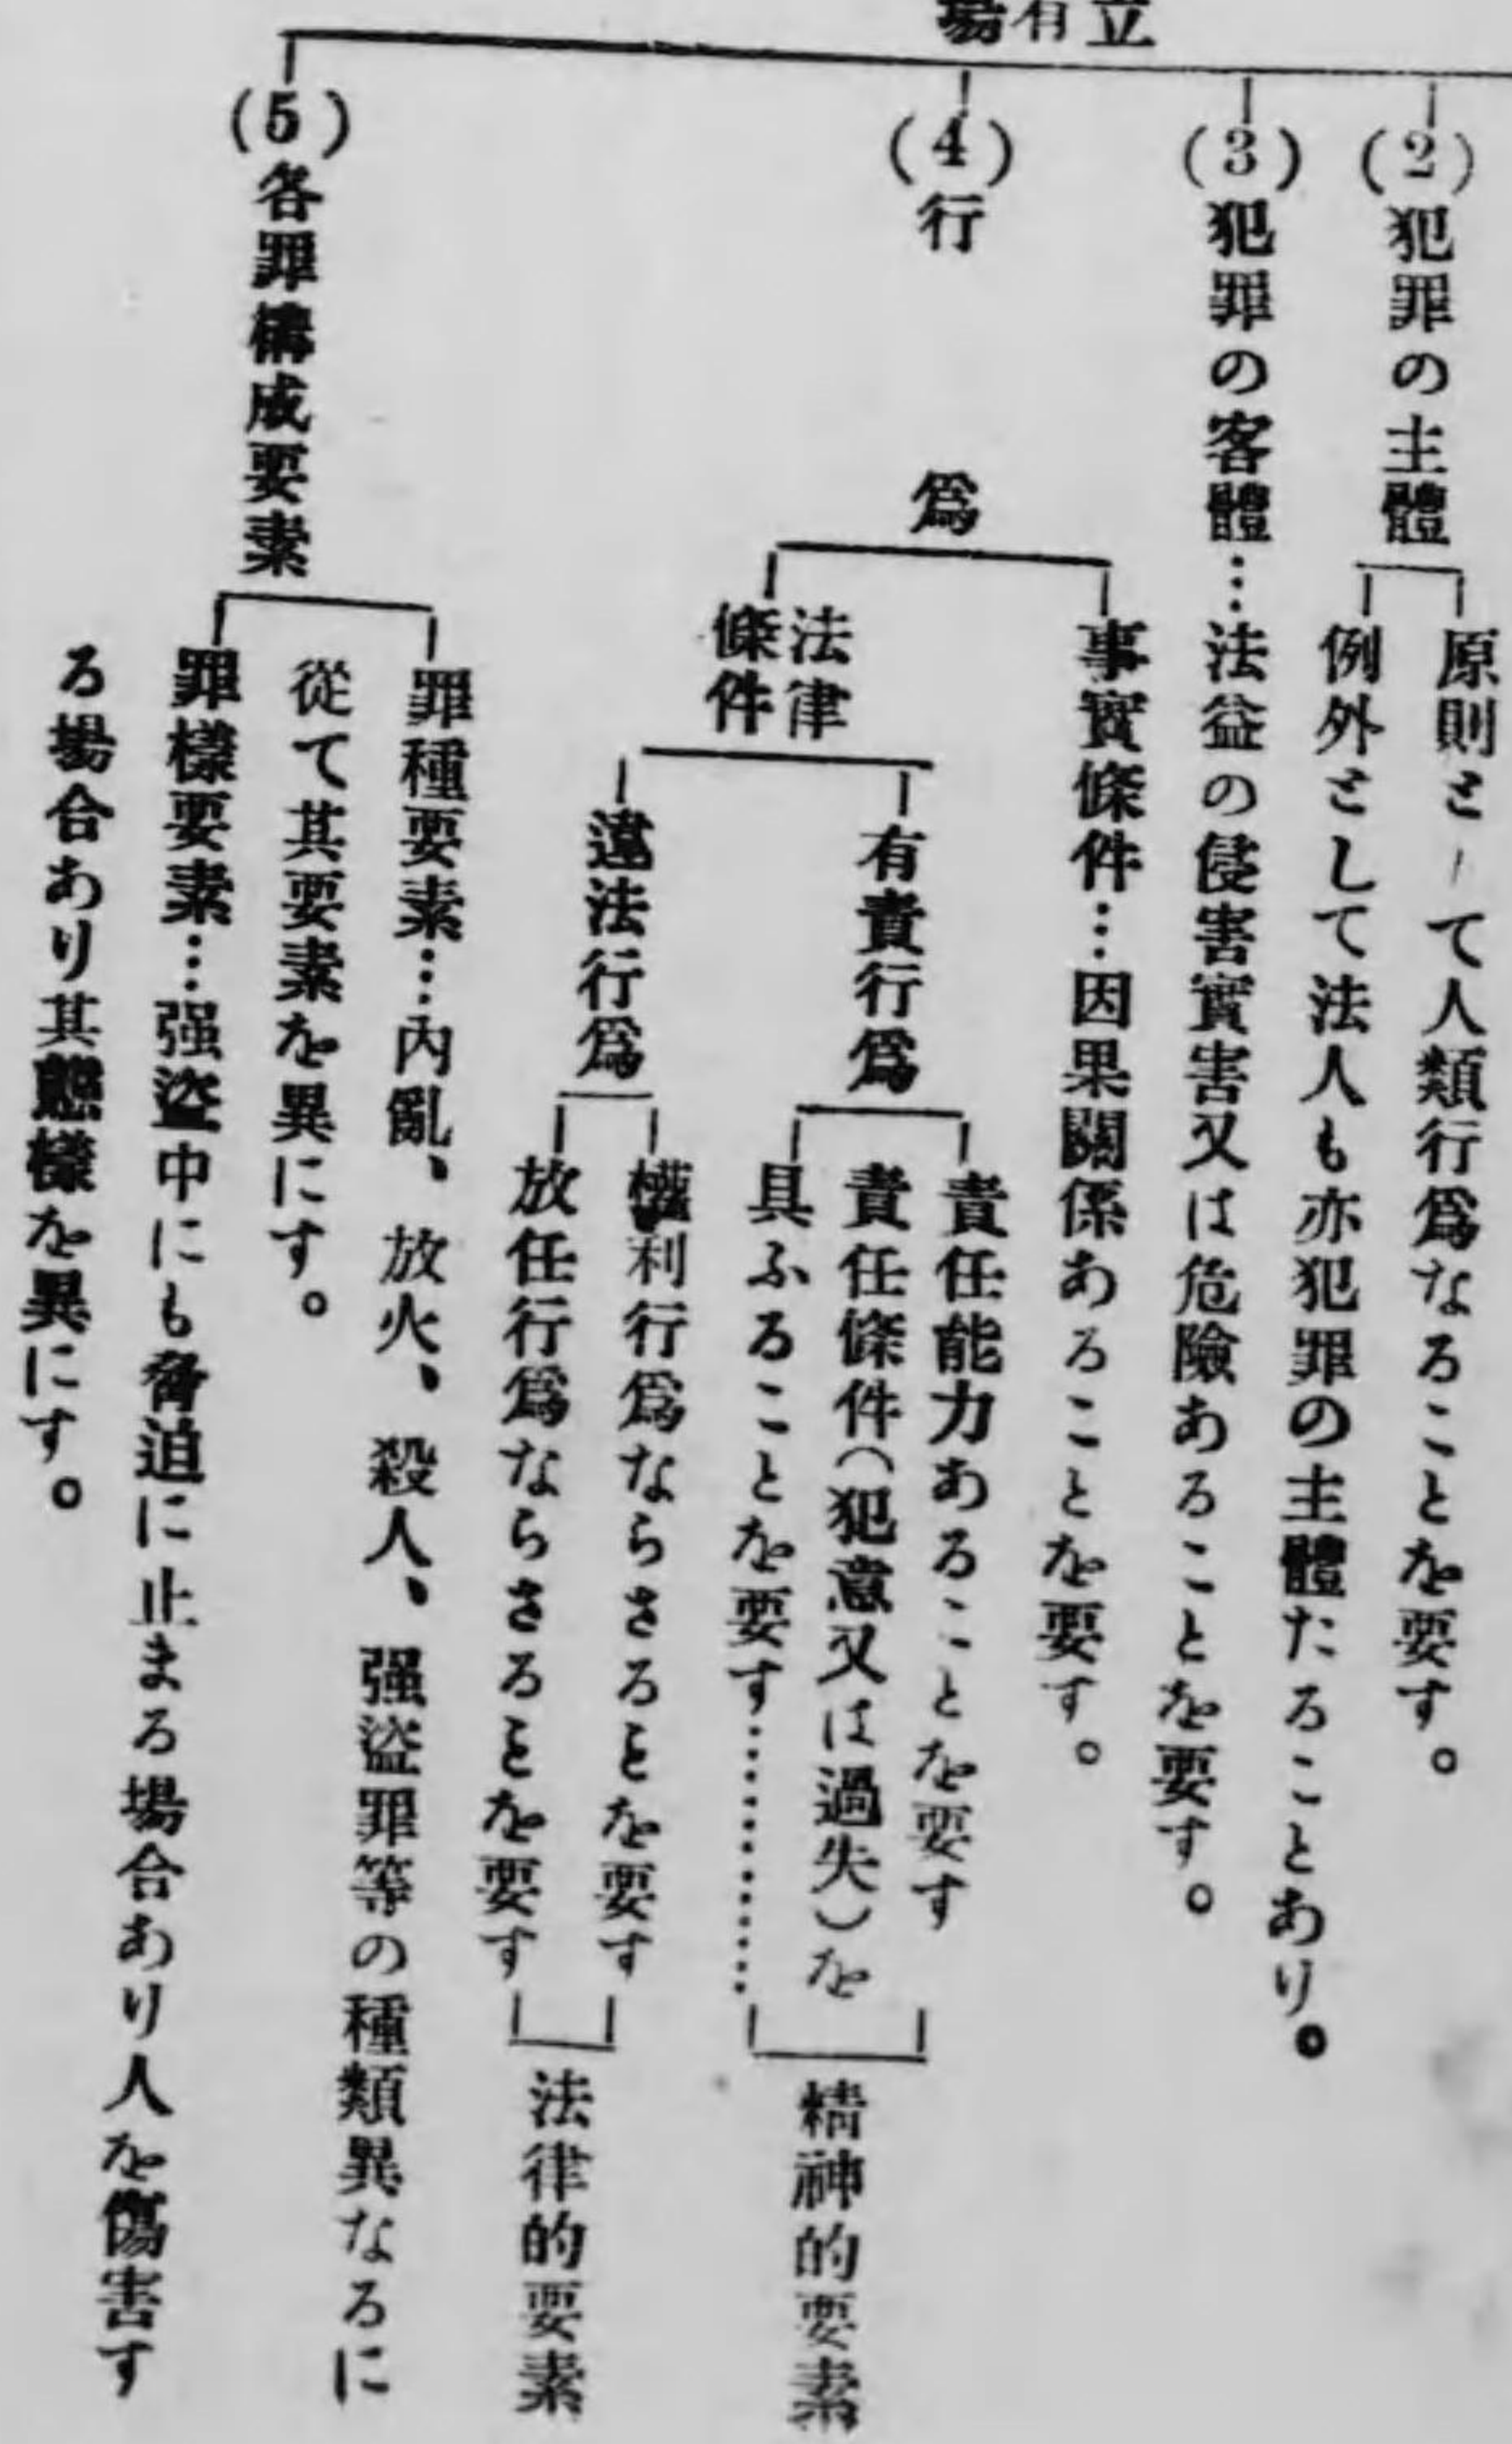 (2)犯罪の主體
原則として人類行爲なることを要す。
例外として法人も亦犯罪の主體たることあり。
(3)犯罪の客體…法益の侵害實害又は危險あることを要す。
(4)行爲
事實條件…因果關係あることを要す。
法律
條件
有責行爲
責任能力あることを要す
責任條件(犯意又は過失)を
具ふることを要す…………
精神的要素
違法行爲
權利行爲ならさるとを要す
放任行爲ならさるとを要す
法律的要素
(5)各罪構成要素
罪種要素…內亂、放火、殺人、强盜罪等の種類異なるに
從て其要素を異にす。
罪樣要素…强盜中にも脅迫に止まる場合あり人を傷害す
る場合あり其態樣を異にす。